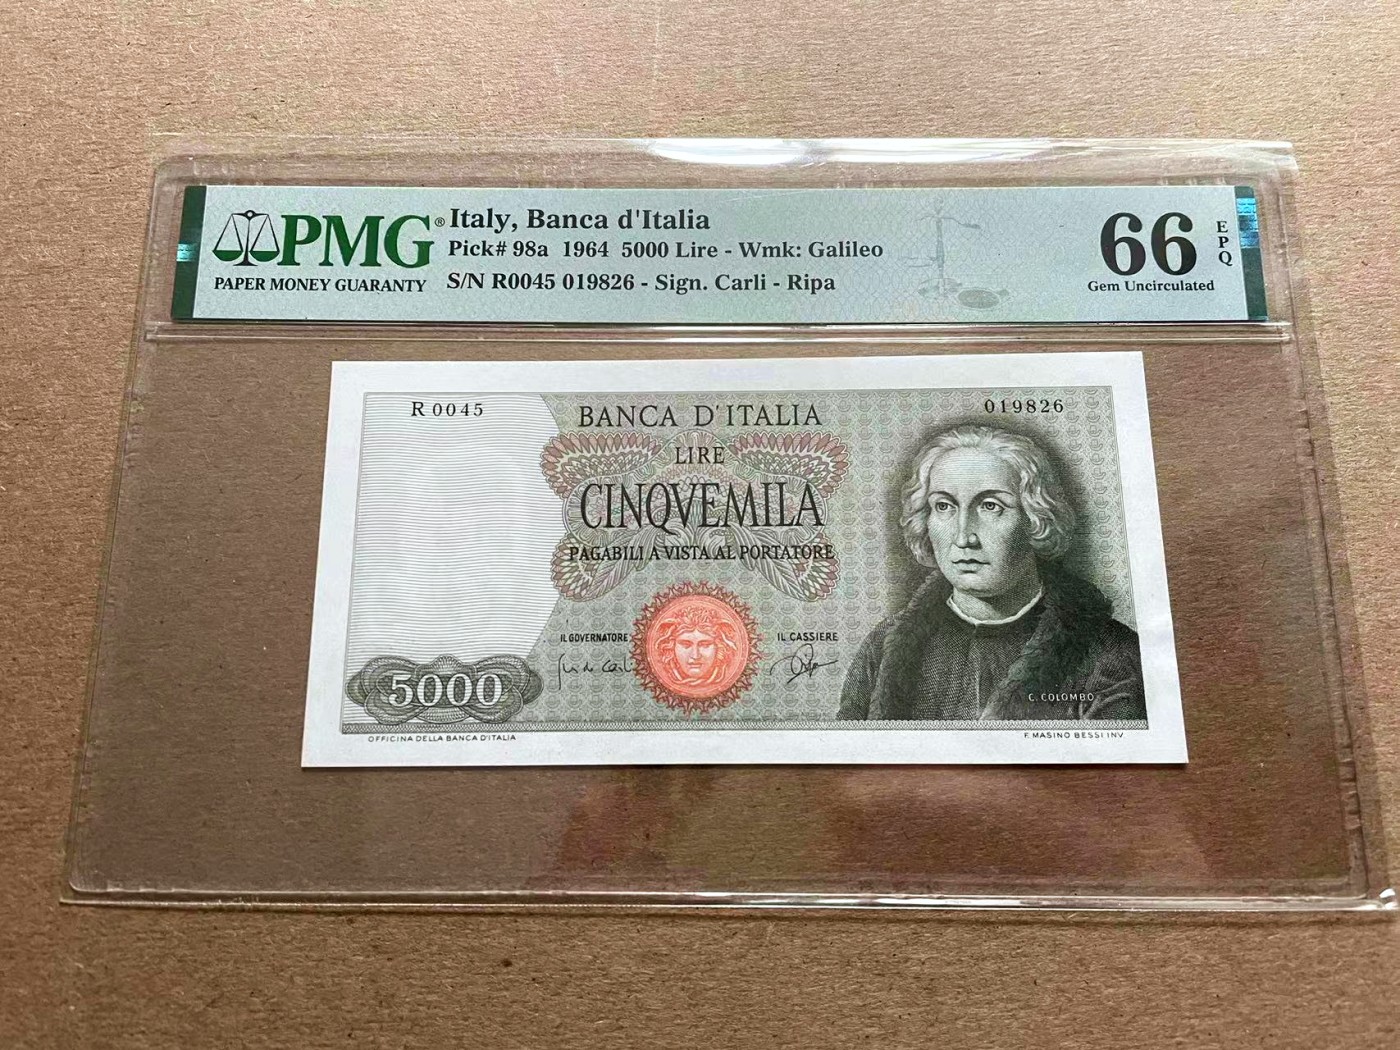 PMG®
PAPER MONEY GUARANTY
Italy, Banca d'Italia
Pick# 98a 1964 5000 Lire - Wmk: Galileo
S/N R0045 019826 - Sign. Carli - Ripa
66
EPQ
Gem Uncirculated
R 0045
019826
BANCA D'ITALIA
LIRE
CINQVEMILA
PAGABILI A VISTA AL PORTATORE
IL GOVERNATORE
IL CASSIERE
5000
C. COLOMBO
OFFICINA DELLA BANCA D'ITALIA
F. MASINO BESSI INV